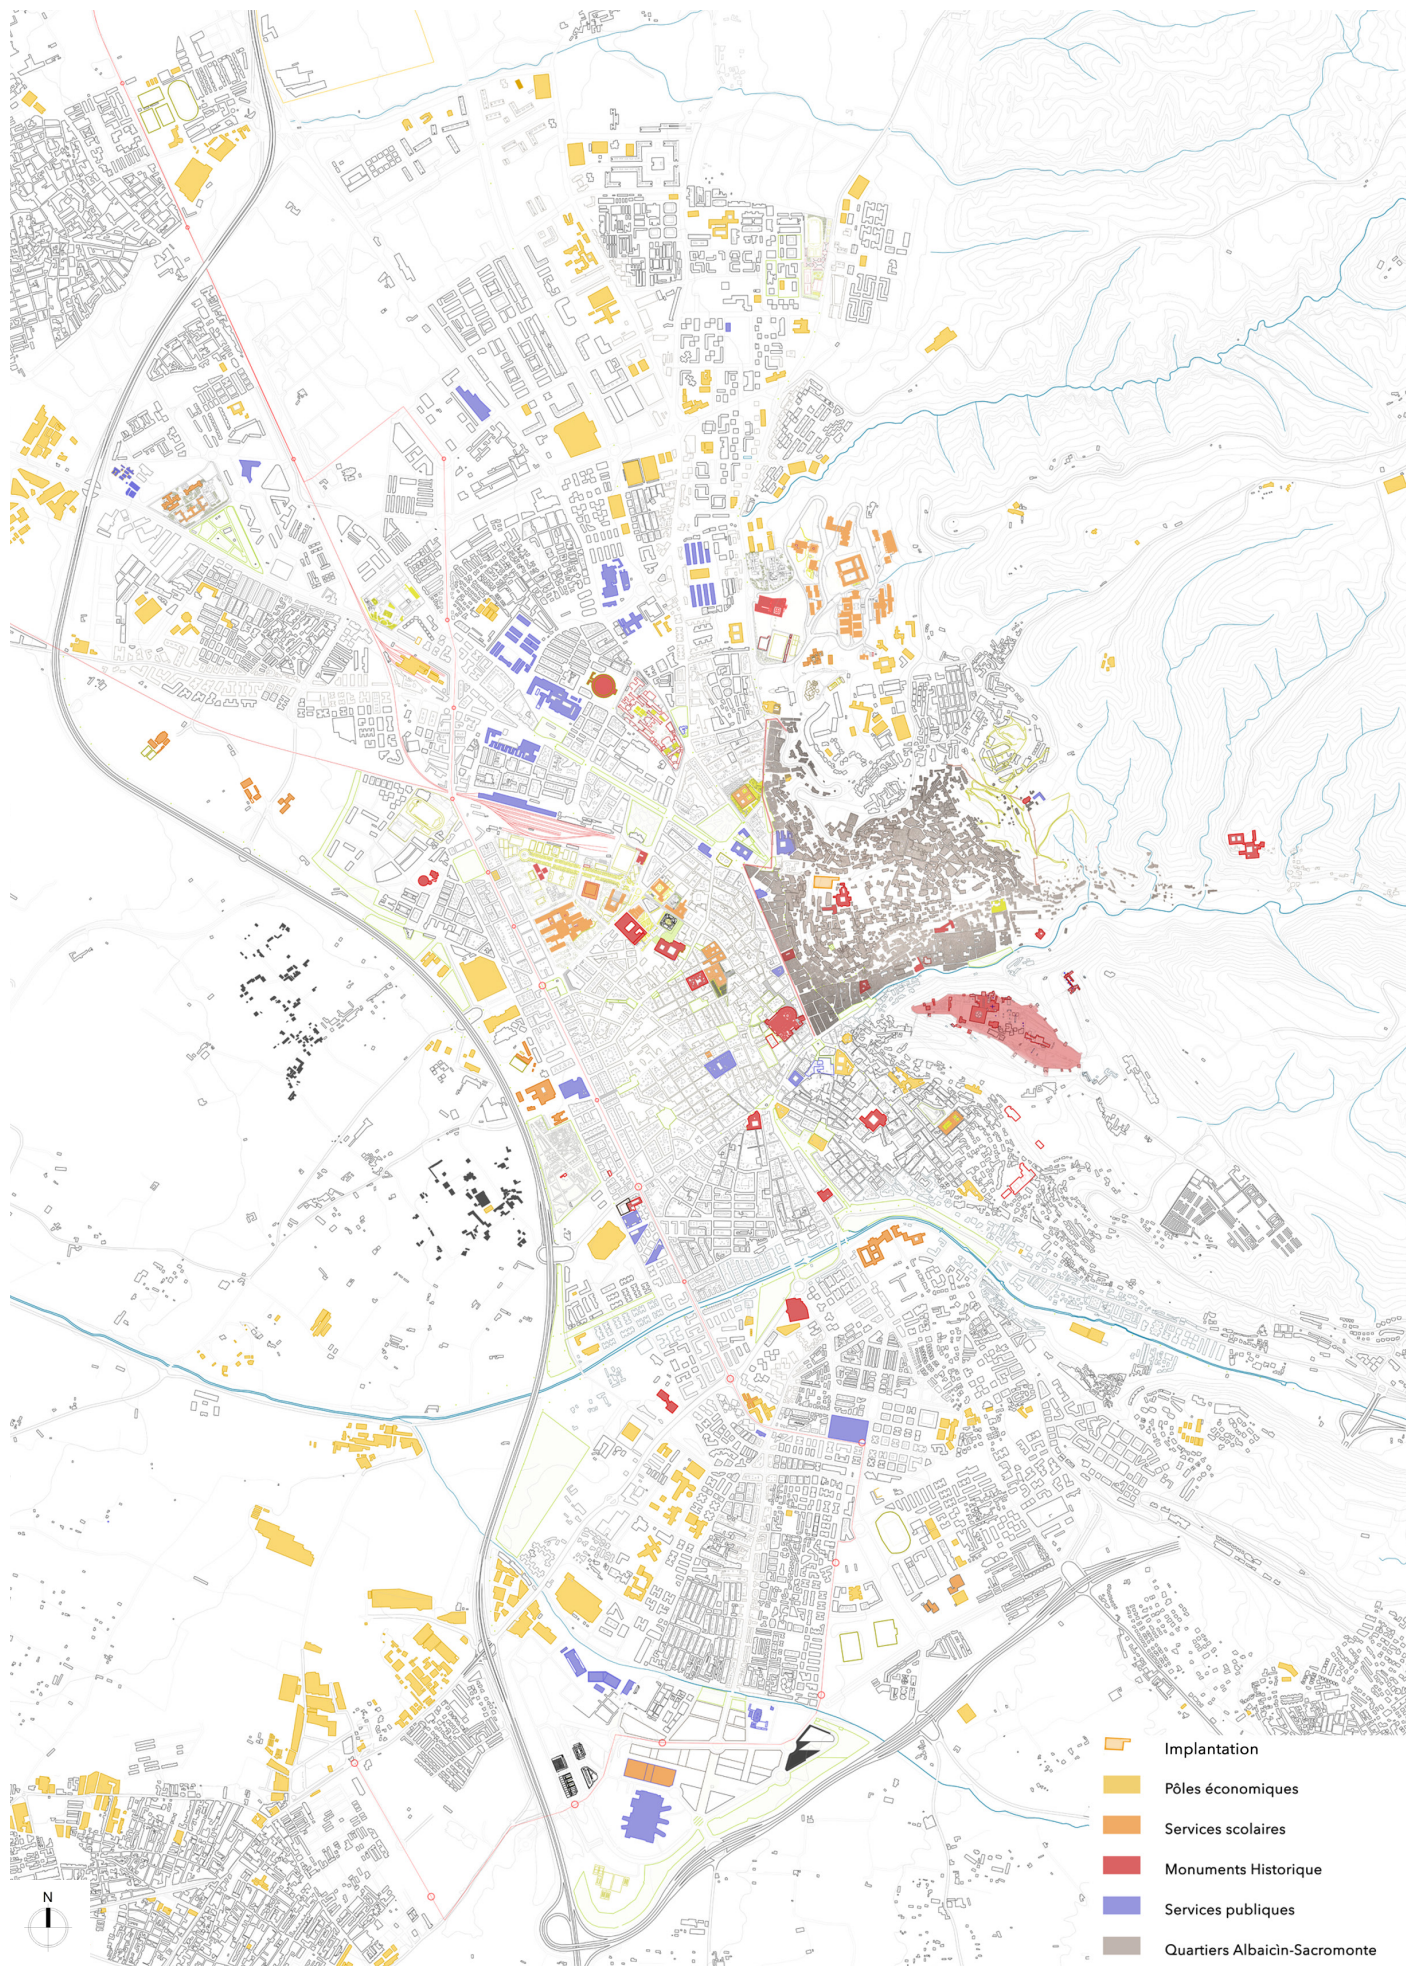 Implantation
Pôles économiques
Services scolaires
Monuments Historique
Services publiques
Quartiers Albaicìn-Sacromonte
N